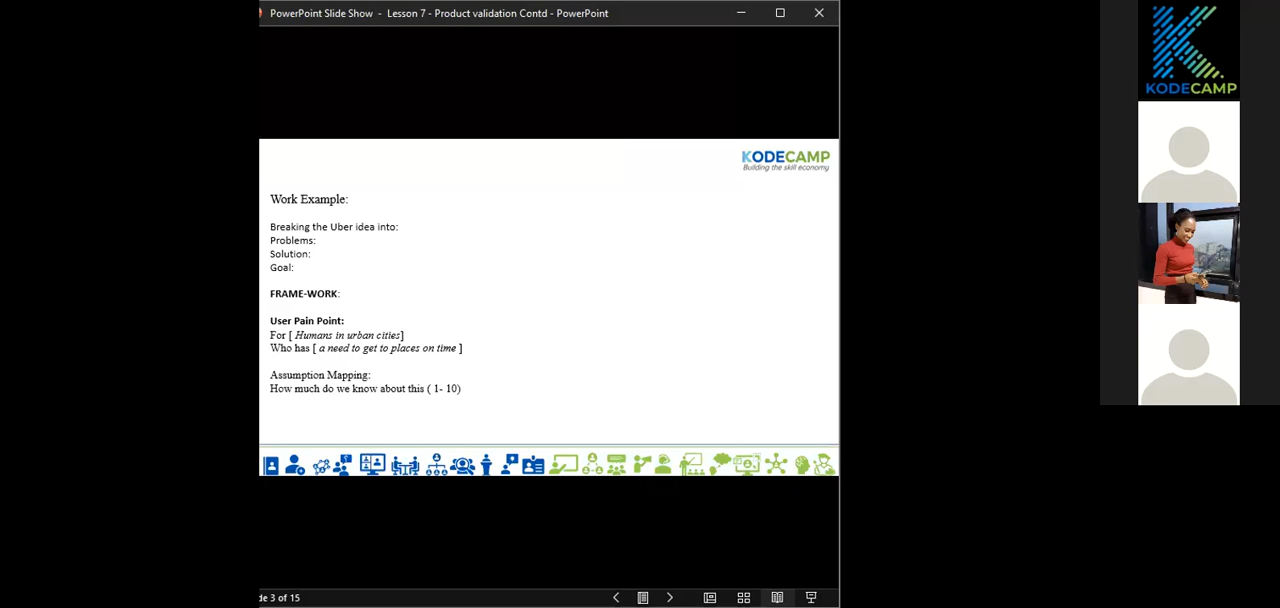 PowerPoint Slide Show - Lesson 7 - Product validation Contd - PowerPoint
KODECAMP
KODECAMP
Building the skill economy
Work Example:
Breaking the Uber idea into:
Problems:
Solution:
Goal:
FRAME-WORK:
User Pain Point:
For [ Humans in urban cities]
Who has [ a need to get to places on time ]
Assumption Mapping:
How much do we know about this ( 1- 10)
de 3 of 15